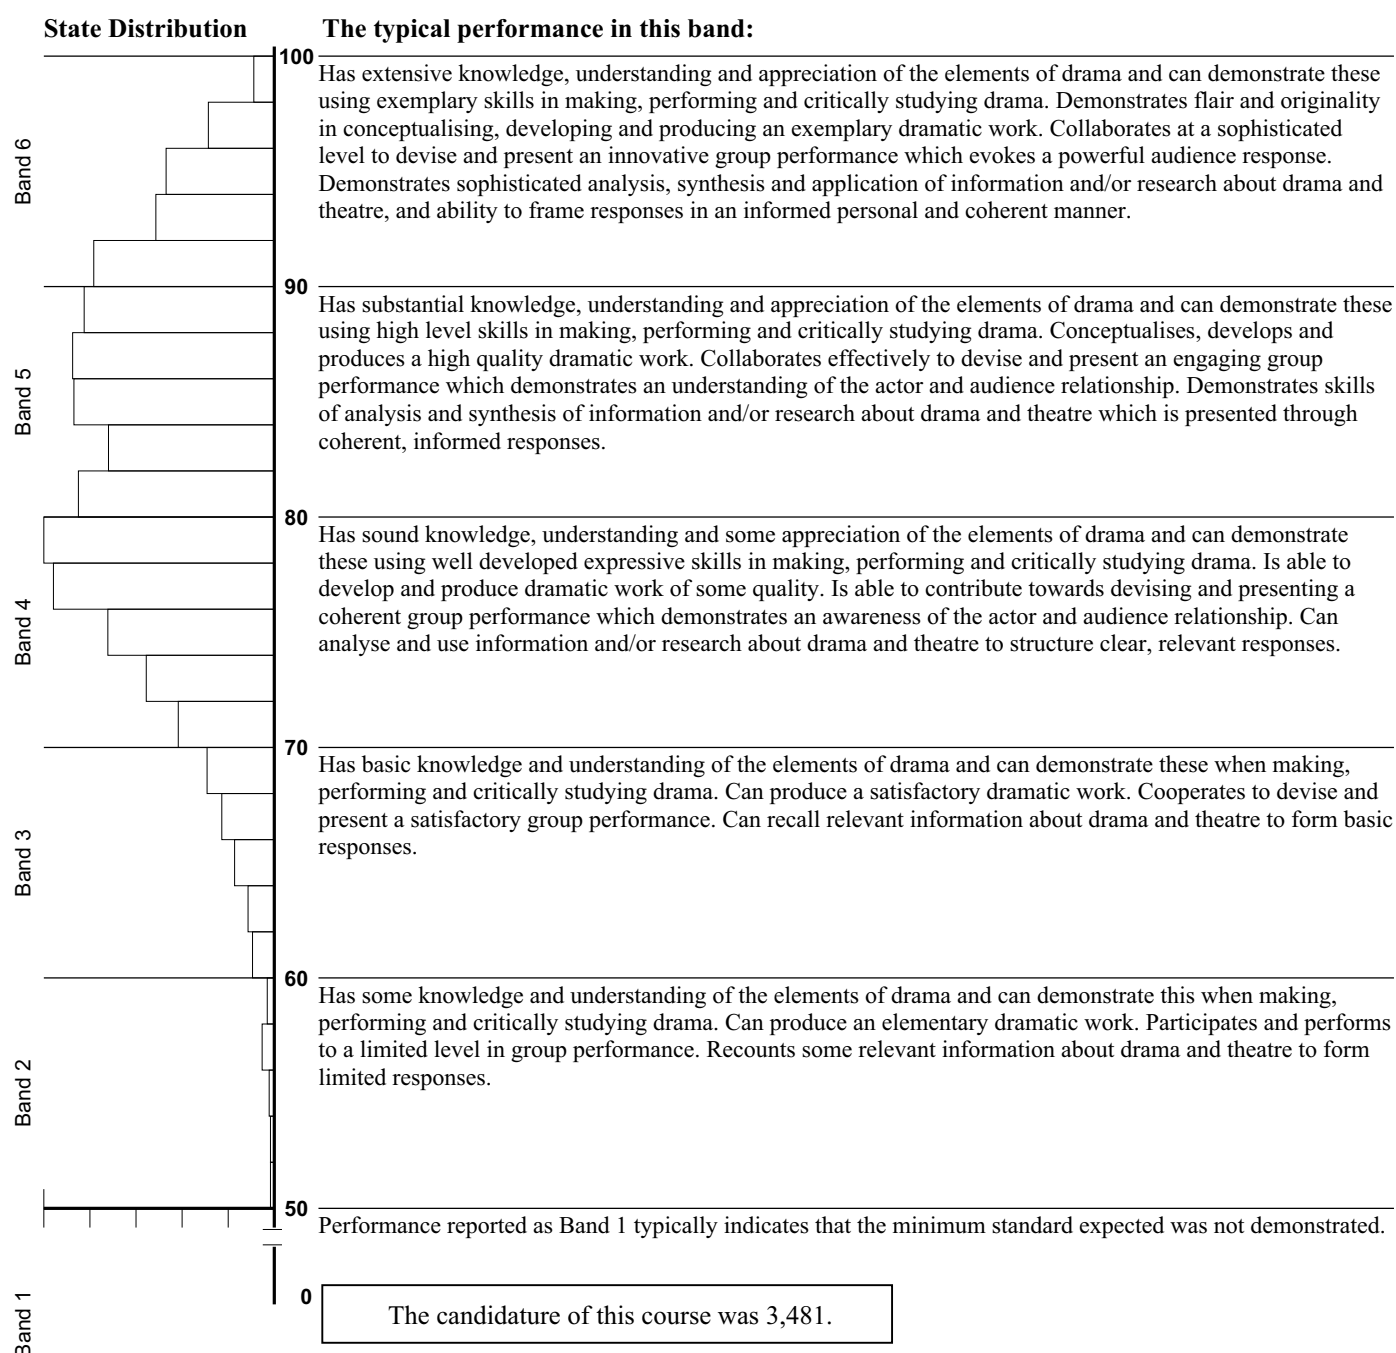 State Distribution
The typical performance in this band:
100
Has extensive knowledge, understanding and appreciation of the elements of drama and can demonstrate these
using exemplary skills in making, performing and critically studying drama. Demonstrates flair and originality
in conceptualising, developing and producing an exemplary dramatic work. Collaborates at a sophisticated
level to devise and present an innovative group performance which evokes a powerful audience response.
Demonstrates sophisticated analysis, synthesis and application of information and/or research about drama and
theatre, and ability to frame responses in an informed personal and coherent manner.
Band 6
90
Has substantial knowledge, understanding and appreciation of the elements of drama and can demonstrate these
using high level skills in making, performing and critically studying drama. Conceptualises, develops and
produces a high quality dramatic work. Collaborates effectively to devise and present an engaging group
performance which demonstrates an understanding of the actor and audience relationship. Demonstrates skills
of analysis and synthesis of information and/or research about drama and theatre which is presented through
coherent, informed responses.
Band 5
80
Has sound knowledge, understanding and some appreciation of the elements of drama and can demonstrate
these using well developed expressive skills in making, performing and critically studying drama. Is able to
develop and produce dramatic work of some quality. Is able to contribute towards devising and presenting a
coherent group performance which demonstrates an awareness of the actor and audience relationship. Can
analyse and use information and/or research about drama and theatre to structure clear, relevant responses.
Band 4
70
Has basic knowledge and understanding of the elements of drama and can demonstrate these when making,
performing and critically studying drama. Can produce a satisfactory dramatic work. Cooperates to devise and
present a satisfactory group performance. Can recall relevant information about drama and theatre to form basic
responses.
Band 3
60
Has some knowledge and understanding of the elements of drama and can demonstrate this when making,
performing and critically studying drama. Can produce an elementary dramatic work. Participates and performs
to a limited level in group performance. Recounts some relevant information about drama and theatre to form
limited responses.
Band 2
50
Performance reported as Band 1 typically indicates that the minimum standard expected was not demonstrated.
0
Band 1
The candidature of this course was 3,481.